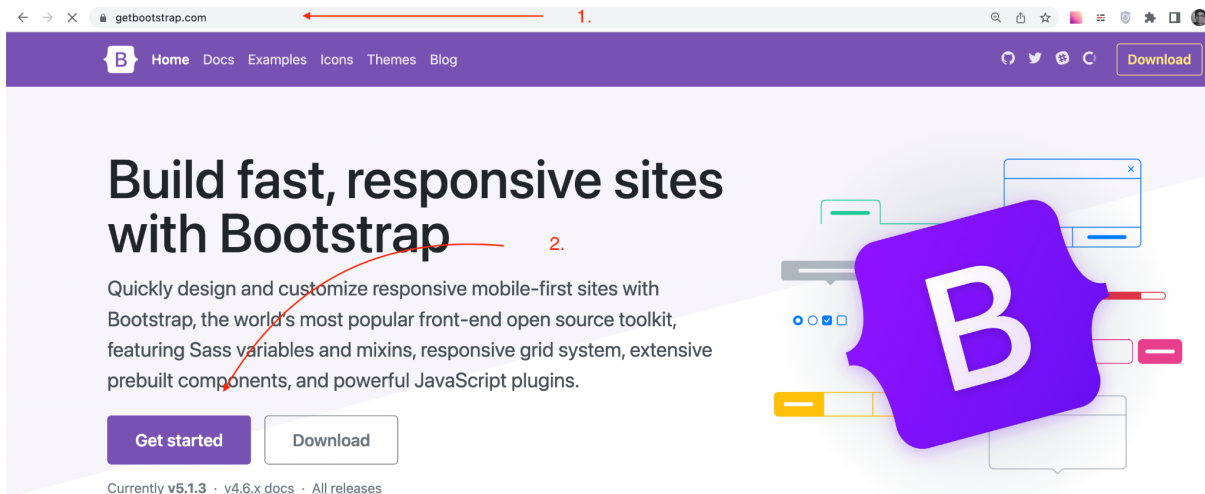 getbootstrap.com
1.
B Home Docs Examples Icons Themes Blog
Download
Build fast, responsive sites
with Bootstrap
2.
Quickly design and customize responsive mobile-first sites with
Bootstrap, the world's most popular front-end open source toolkit,
featuring Sass variables and mixins, responsive grid system, extensive
prebuilt components, and powerful JavaScript plugins.
Get started Download
Currently v5.1.3 · v4.6.x docs · All releases
B